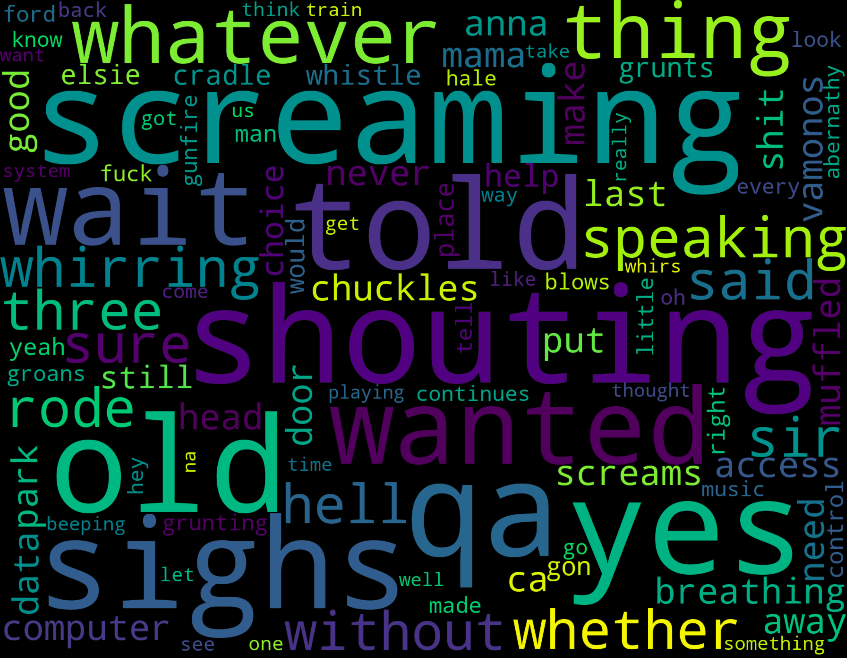 ford
back
whatever
think
train
anna
thing
know
want
mama
take
look
elsie
cradle
whistle
hale
grunts
good
screaming
make
got
us
man
gunfire
really
shit
vamonos
abernathy
system
fuck
wait
choice
never
told
help
place
way
last
every
would
get
speaking
whirring
come
chuckles
like
blows
whirs
said
three
shouting
oh
little
muffled
yeah
sure
tell
put
groans
still
door
playing
continues
thought
rode
head
wanted
right
sir
old
na
hey
time
screams
access
data
park
hell
qa
yes
music
need
control
beeping
grunting
sighs
let
well
go
gon
ca
made
breathing
computer
see
one
without
whether
something
away